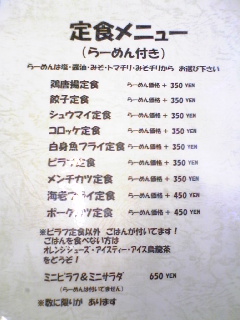 定食メニュー
(らーめん付き)
らーめんは塩・醤油・みそ・トマチリ・みそチリから お選び下さい
鶏唐揚定食 らーめん価格 + 350 YEN
餃子定食 らーめん価格 + 350 YEN
シュウマイ定食 らーめん価格 + 350 YEN
コロッケ定食 らーめん価格 + 350 YEN
白身魚フライ定食 らーめん価格 + 350 YEN
ピラフ定食 らーめん価格 + 350 YEN
メンチカツ定食 らーめん価格 + 350 YEN
海老フライ定食 らーめん価格 + 450 YEN
ポークカツ定食 らーめん価格 + 450 YEN
※ピラフ定食以外 ごはんが付いてます!
ごはんを食べない方は
オレンジジュース・アイスティー・アイス烏龍茶
をどうぞ!
ミニピラフ&ミニサラダ 650 YEN
(らーめんは付いてません)
※数に限りが あります